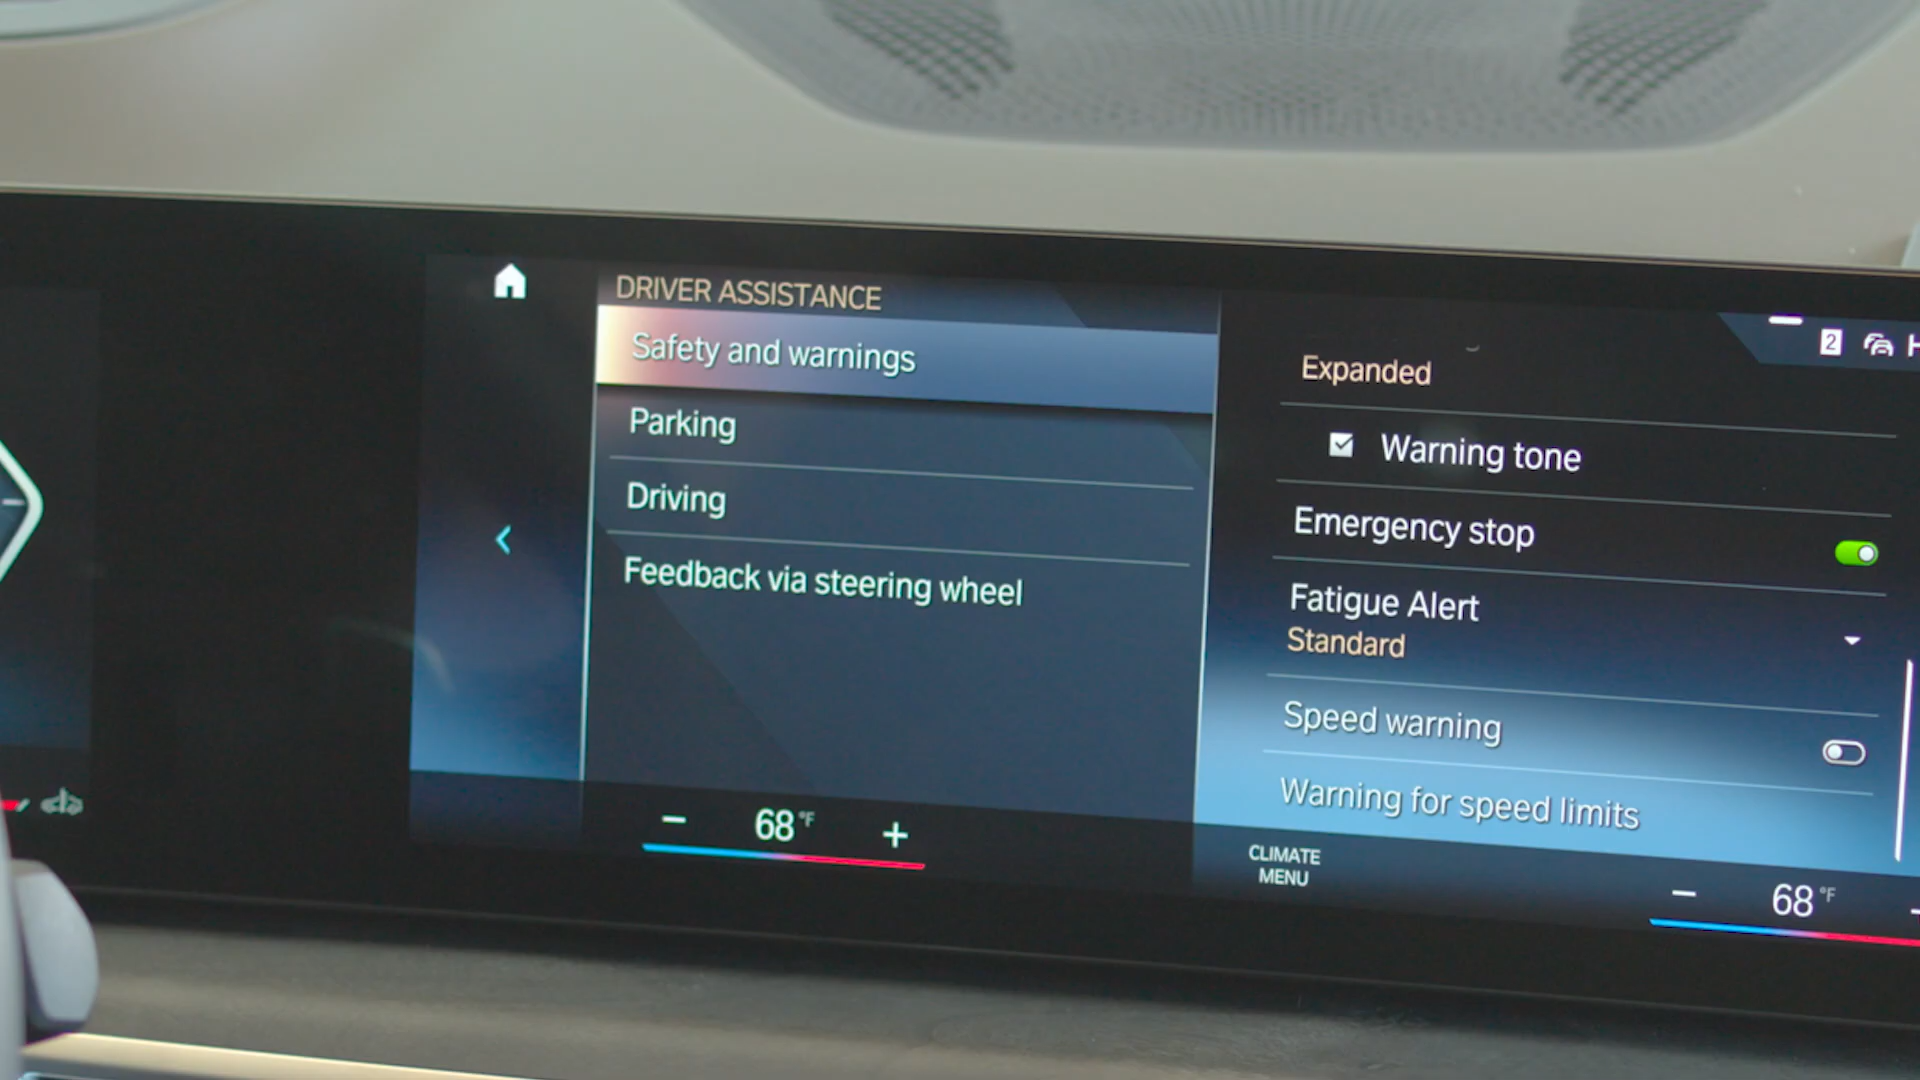 DRIVER ASSISTANCE
Safety and warnings
Parking
Driving
Feedback via steering wheel
− 68 °F +
2
Expanded
Warning tone
Emergency stop
Fatigue Alert
Standard
Speed warning
Warning for speed limits
CLIMATE
MENU
− 68 °F